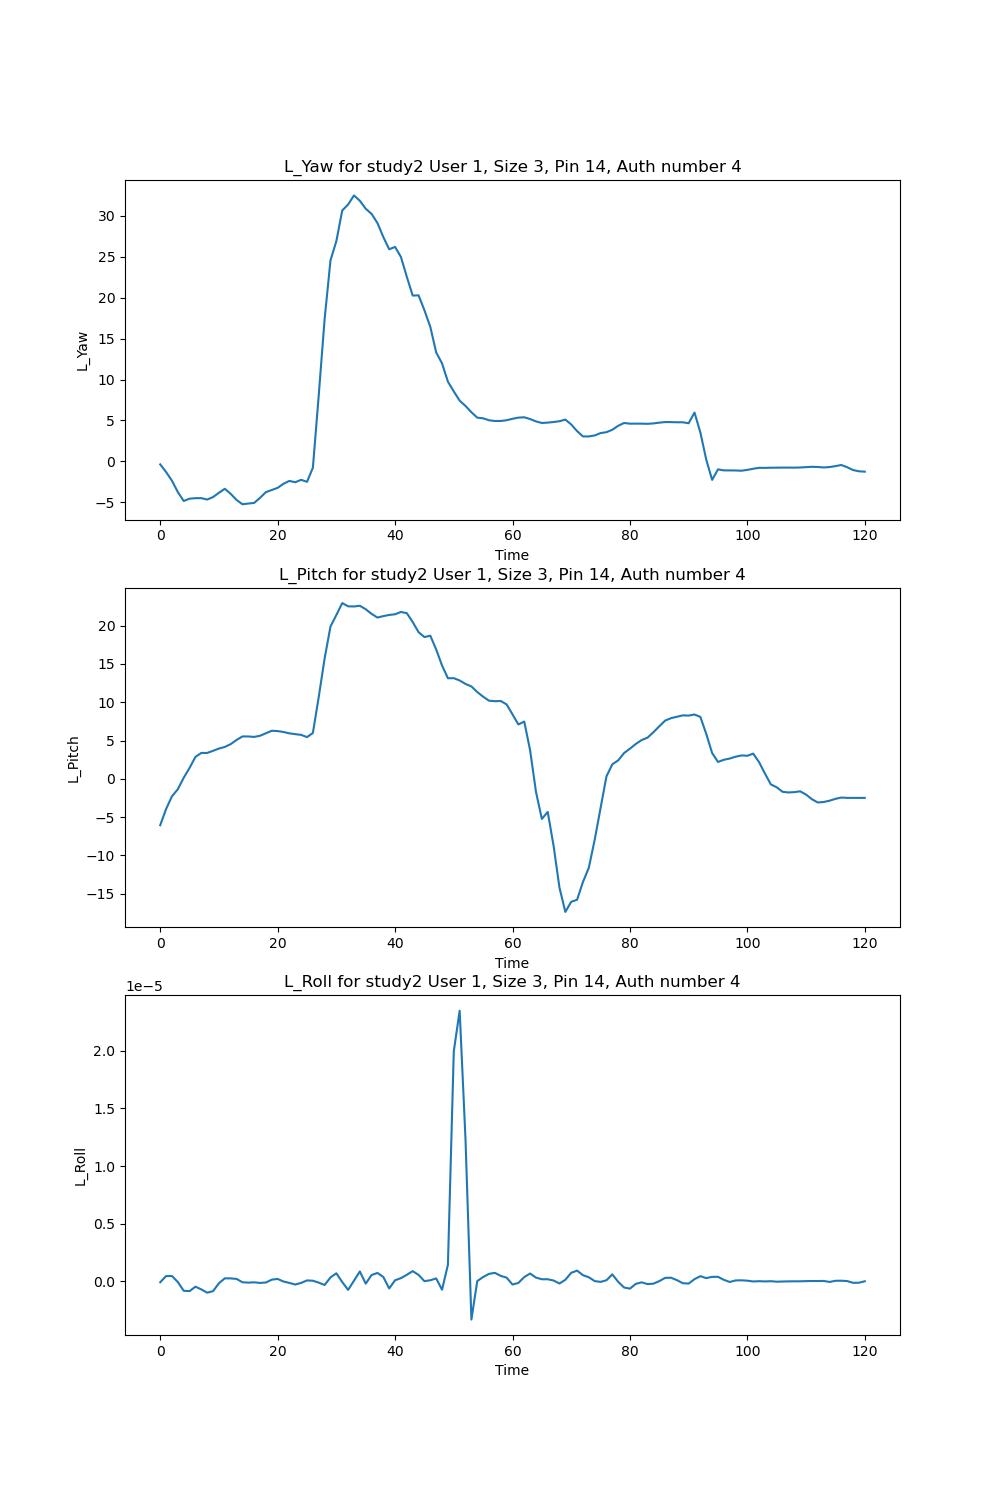 L_Yaw for study2 User 1, Size 3, Pin 14, Auth number 4
30
25
20
15
10
5
0
−5
L_Yaw
0 20 40 60 80 100 120
Time
L_Pitch for study2 User 1, Size 3, Pin 14, Auth number 4
20
15
10
5
0
−5
−10
−15
L_Pitch
0 20 40 60 80 100 120
Time
L_Roll for study2 User 1, Size 3, Pin 14, Auth number 4
1e−5
2.0
1.5
1.0
0.5
0.0
L_Roll
0 20 40 60 80 100 120
Time